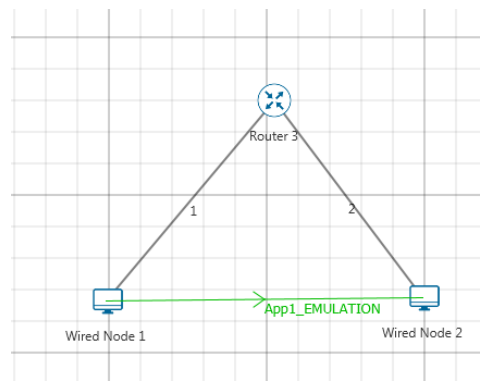 Router 3
1
2
App1_EMULATION
Wired Node 1
Wired Node 2